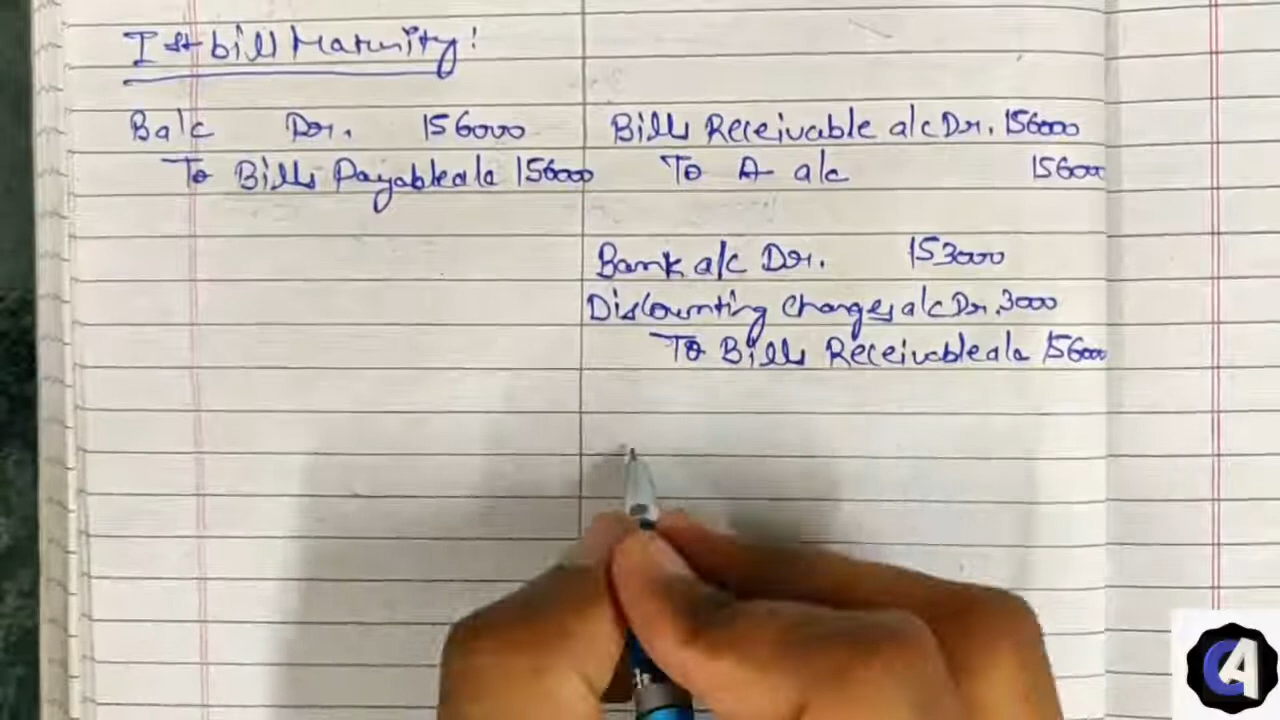 Ist bill Maturity:
B a/c Dr. 156000
To Bills Payable a/c 156000
Bills Receivable a/c Dr. 156000
To A a/c 156000
Bank a/c Dr. 153000
Discounting Charges a/c Dr. 3000
To Bills Receivable a/c 156000
CA